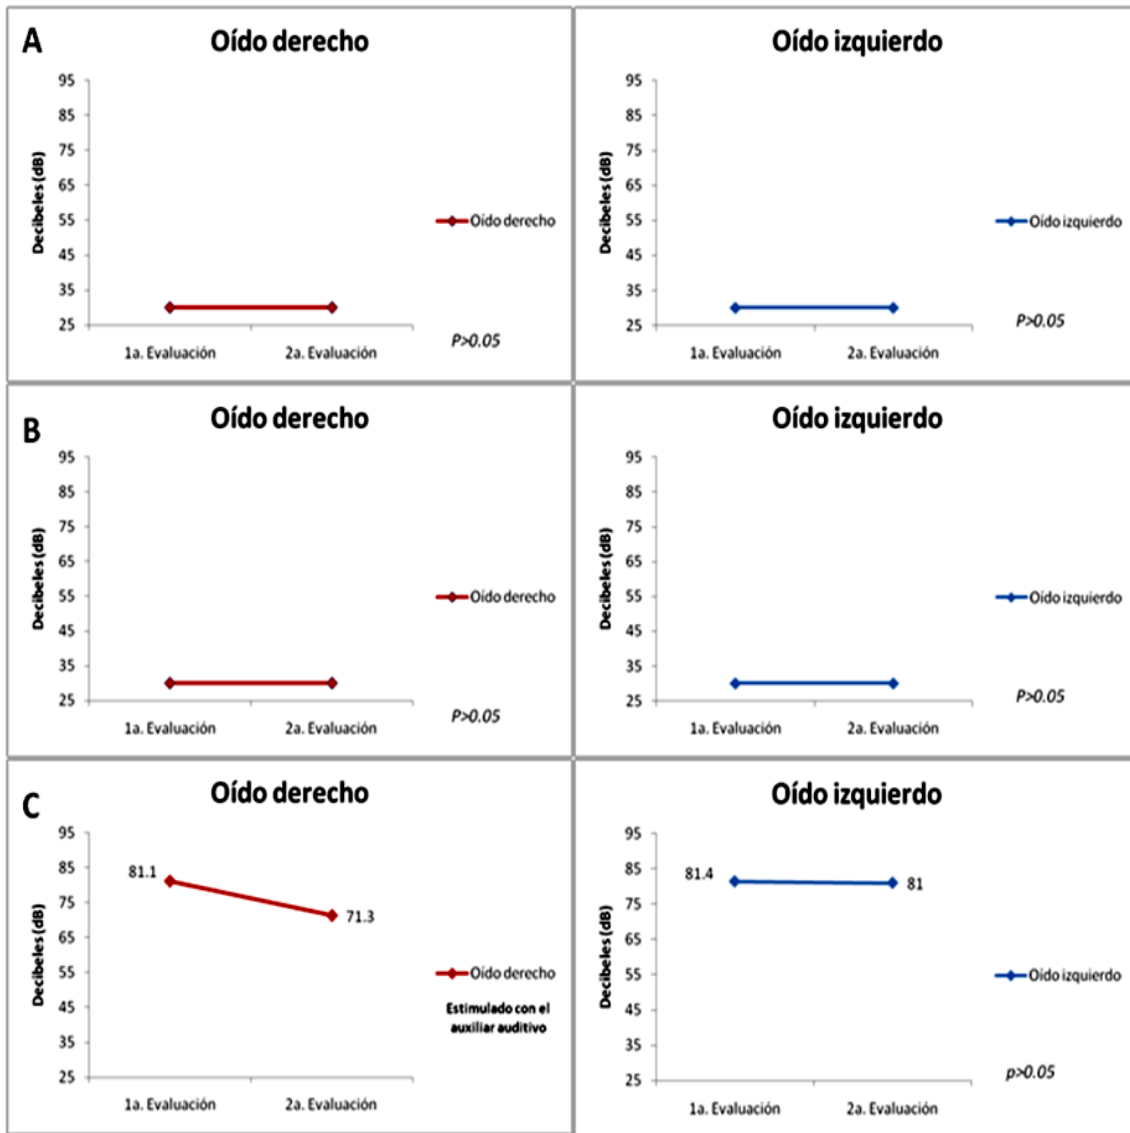 A
Oído derecho
95
85
75
65
55
45
35
25
Decibeles (dB)
1a. Evaluación
2a. Evaluación
Oído derecho
P>0.05
Oído izquierdo
95
85
75
65
55
45
35
25
Decibeles (dB)
1a. Evaluación
2a. Evaluación
Oído izquierdo
P>0.05
B
Oído derecho
95
85
75
65
55
45
35
25
Decibeles (dB)
1a. Evaluación
2a. Evaluación
Oído derecho
P>0.05
Oído izquierdo
95
85
75
65
55
45
35
25
Decibeles (dB)
1a. Evaluación
2a. Evaluación
Oído izquierdo
P>0.05
C
Oído derecho
95
85
75
65
55
45
35
25
Decibeles (dB)
81.1
71.3
1a. Evaluación
2a. Evaluación
Oído derecho
Estimulado con el
auxiliar auditivo
Oído izquierdo
95
85
75
65
55
45
35
25
Decibeles (dB)
81.4
81
1a. Evaluación
2a. Evaluación
Oído izquierdo
p>0.05